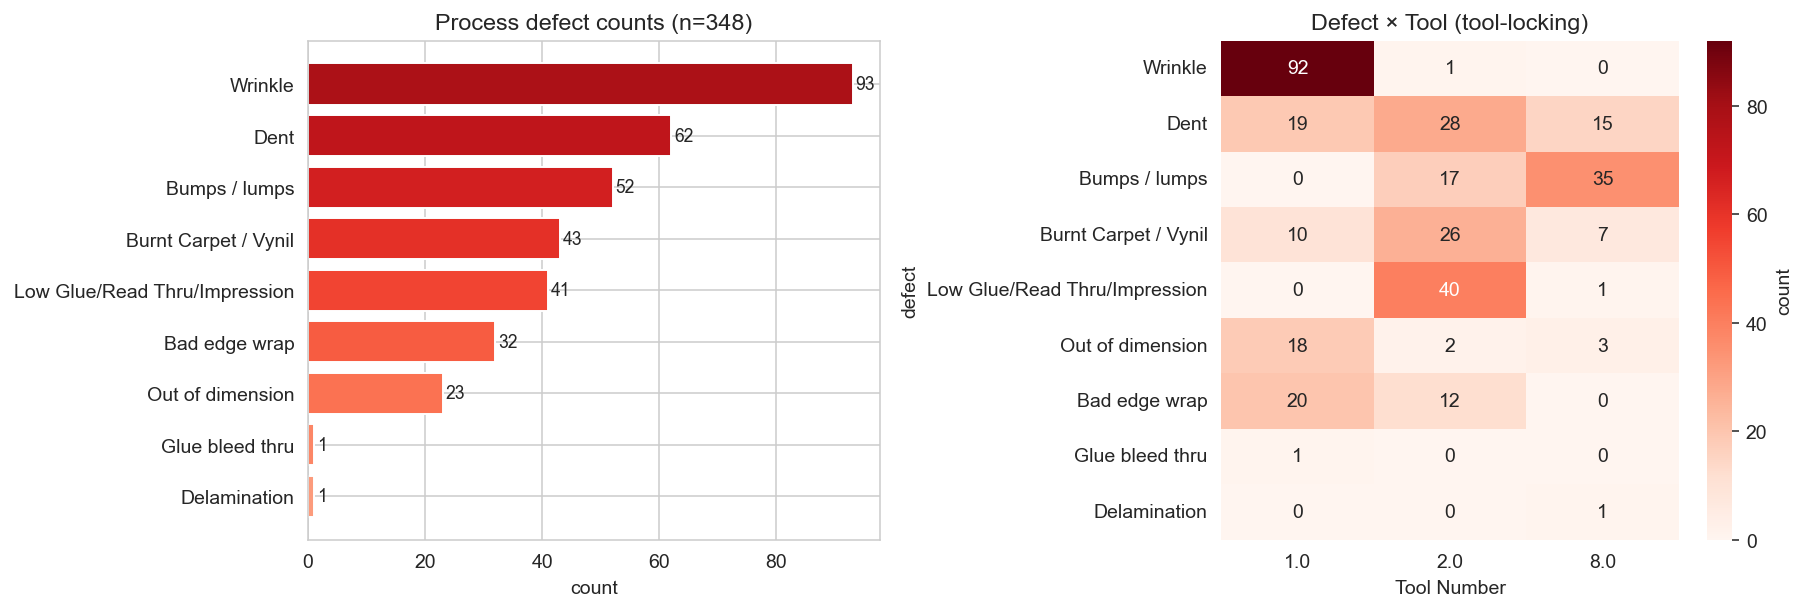 Process defect counts (n=348)
Wrinkle 93
Dent 62
Bumps / lumps 52
Burnt Carpet / Vynil 43
Low Glue/Read Thru/Impression 41
Bad edge wrap 32
Out of dimension 23
Glue bleed thru 1
Delamination 1
0 20 40 60 80
count
Defect × Tool (tool-locking)
defect
Wrinkle 92 1 0
Dent 19 28 15
Bumps / lumps 0 17 35
Burnt Carpet / Vynil 10 26 7
Low Glue/Read Thru/Impression 0 40 1
Out of dimension 18 2 3
Bad edge wrap 20 12 0
Glue bleed thru 1 0 0
Delamination 0 0 1
1.0 2.0 8.0
Tool Number
80
60
40
20
0
count